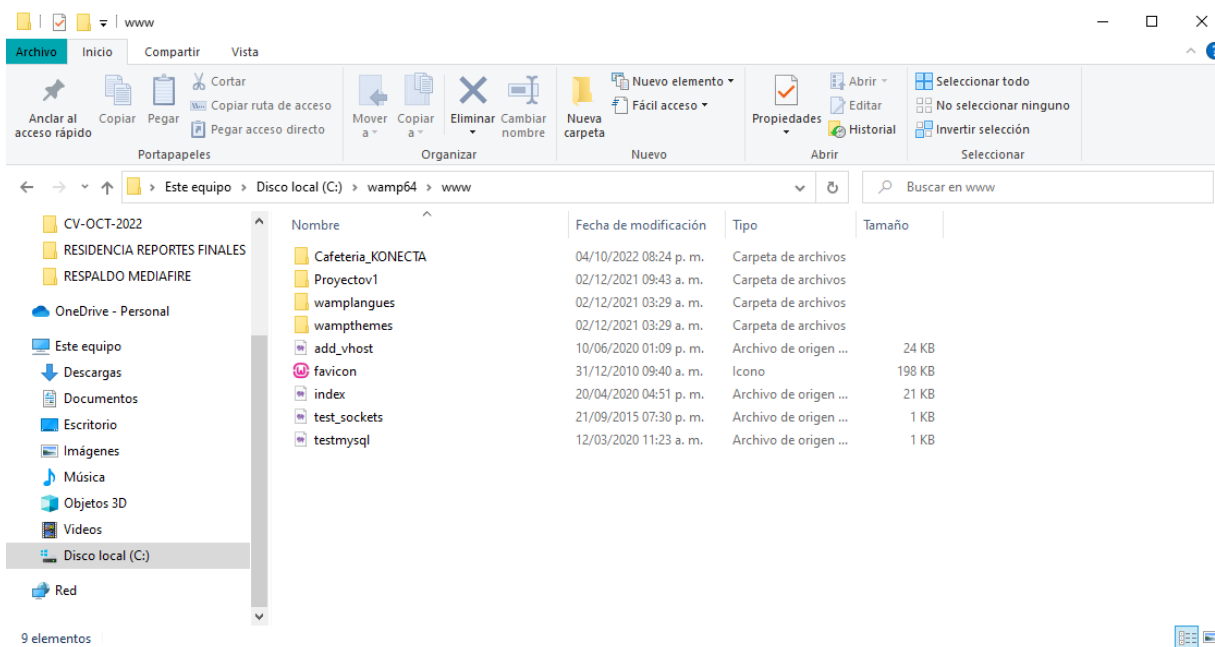 www
Archivo Inicio Compartir Vista
Anclar al acceso rápido
Copiar
Pegar
Cortar
Copiar ruta de acceso
Pegar acceso directo
Portapapeles
Mover a
Copiar a
Eliminar
Cambiar nombre
Organizar
Nueva carpeta
Nuevo elemento
Fácil acceso
Nuevo
Propiedades
Abrir
Editar
Historial
Abrir
Seleccionar todo
No seleccionar ninguno
Invertir selección
Seleccionar
Este equipo > Disco local (C:) > wamp64 > www
Buscar en www
CV-OCT-2022
RESIDENCIA REPORTES FINALES
RESPALDO MEDIAFIRE
OneDrive - Personal
Este equipo
Descargas
Documentos
Escritorio
Imágenes
Música
Objetos 3D
Videos
Disco local (C:)
Red
Nombre Fecha de modificación Tipo Tamaño
Cafeteria_KONECTA 04/10/2022 08:24 p. m. Carpeta de archivos
Proyectov1 02/12/2021 09:43 a. m. Carpeta de archivos
wamplangues 02/12/2021 03:29 a. m. Carpeta de archivos
wampthemes 02/12/2021 03:29 a. m. Carpeta de archivos
add_vhost 10/06/2020 01:09 p. m. Archivo de origen ... 24 KB
favicon 31/12/2010 09:40 a. m. Icono 198 KB
index 20/04/2020 04:51 p. m. Archivo de origen ... 21 KB
test_sockets 21/09/2015 07:30 p. m. Archivo de origen ... 1 KB
testmysql 12/03/2020 11:23 a. m. Archivo de origen ... 1 KB
9 elementos